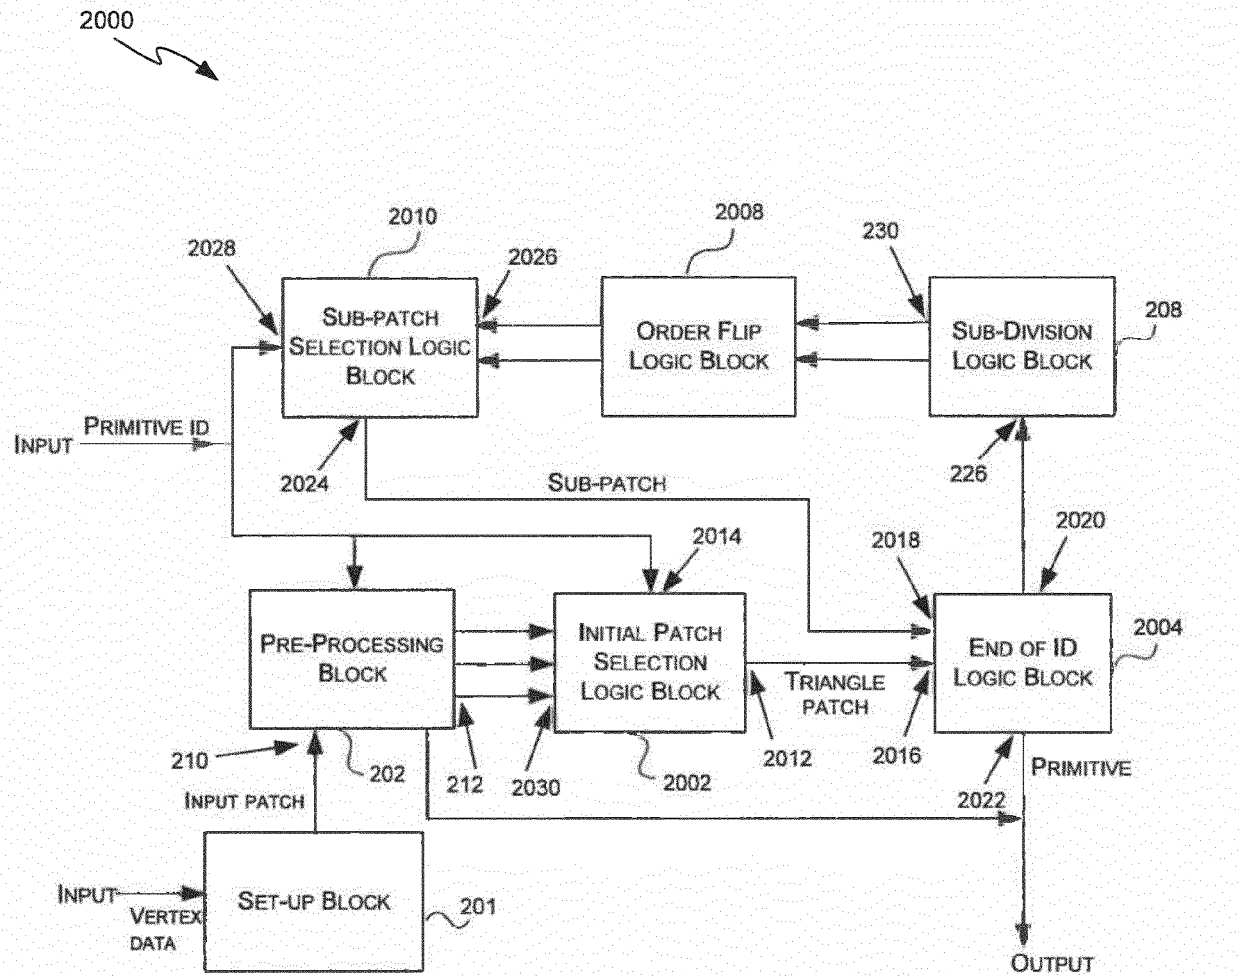 2000
2010
2008
230
2028
2026
208
SUB-PATCH
SELECTION LOGIC
BLOCK
ORDER FLIP
LOGIC BLOCK
SUB-DIVISION
LOGIC BLOCK
INPUT
PRIMITIVE ID
2024
226
SUB-PATCH
2014
2018
2020
PRE-PROCESSING
BLOCK
INITIAL PATCH
SELECTION
LOGIC BLOCK
END OF ID
LOGIC BLOCK
2004
TRIANGLE
PATCH
210
202
212
2030
2002
2012
2016
2022
PRIMITIVE
INPUT PATCH
INPUT
VERTEX
DATA
SET-UP BLOCK
201
OUTPUT